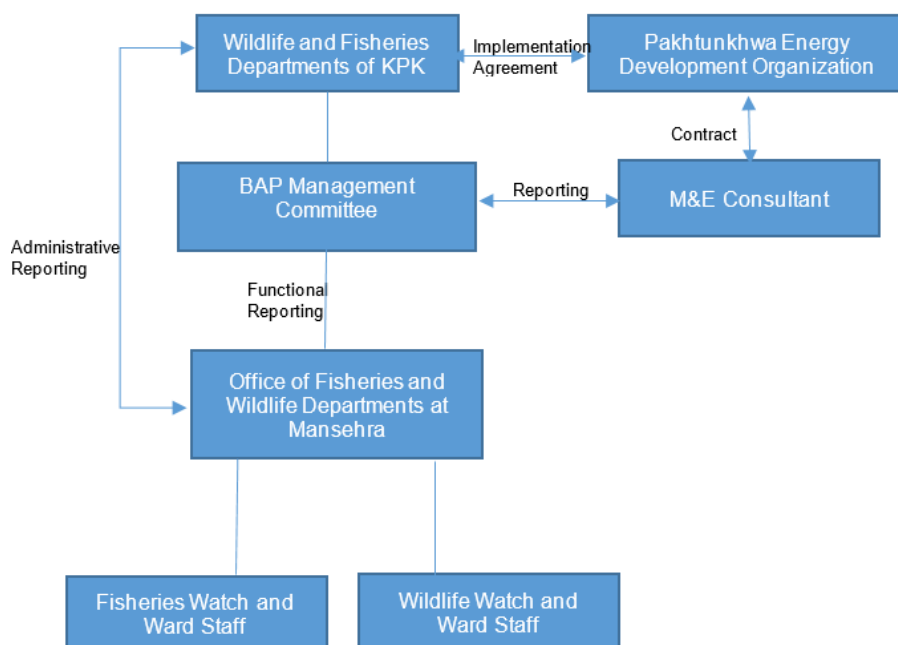 Wildlife and Fisheries
Departments of KPK
Implementation
Agreement
Pakhtunkhwa Energy
Development Organization
Contract
BAP Management
Committee
Reporting
M&E Consultant
Administrative
Reporting
Functional
Reporting
Office of Fisheries and
Wildlife Departments at
Mansehra
Fisheries Watch and
Ward Staff
Wildlife Watch and
Ward Staff